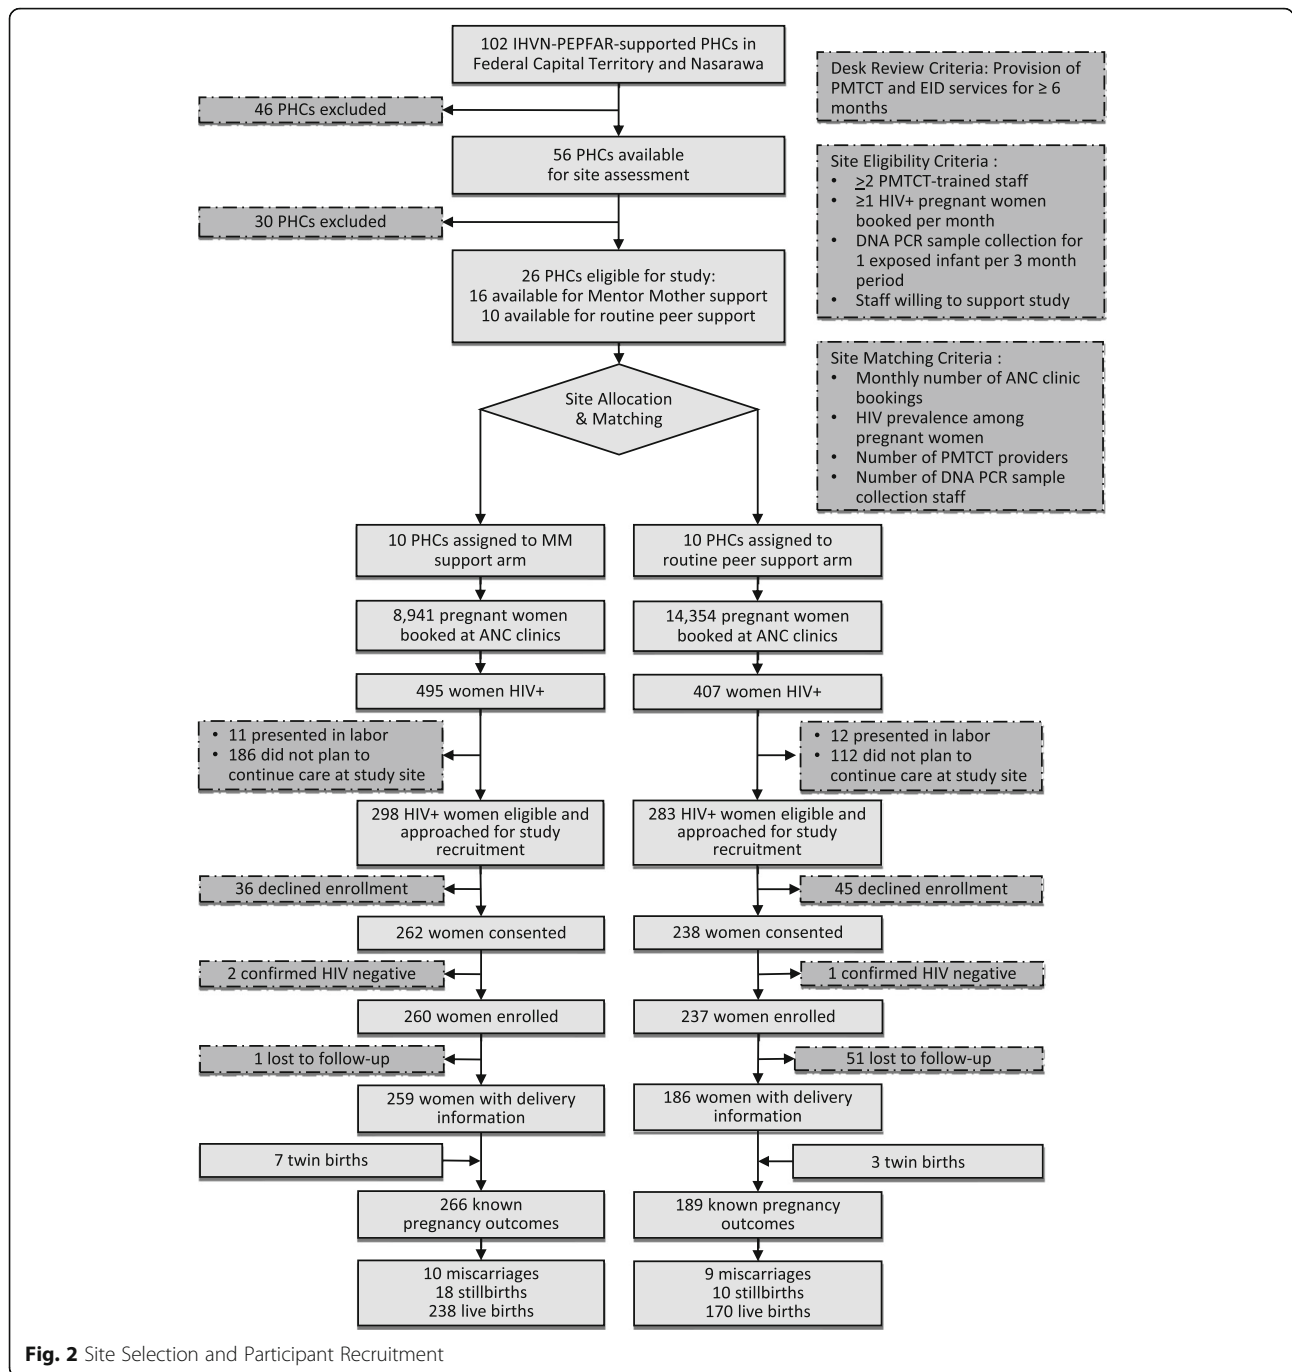 102 IHVN-PEPFAR-supported PHCs in
Federal Capital Territory and Nasarawa
Desk Review Criteria: Provision of
PMTCT and EID services for ≥ 6
months
46 PHCs excluded
56 PHCs available
for site assessment
Site Eligibility Criteria :
• ≥2 PMTCT-trained staff
• ≥1 HIV+ pregnant women
booked per month
• DNA PCR sample collection for
1 exposed infant per 3 month
period
• Staff willing to support study
30 PHCs excluded
26 PHCs eligible for study:
16 available for Mentor Mother support
10 available for routine peer support
Site Matching Criteria :
• Monthly number of ANC clinic
bookings
• HIV prevalence among
pregnant women
• Number of PMTCT providers
• Number of DNA PCR sample
collection staff
Site Allocation
& Matching
10 PHCs assigned to MM
support arm
10 PHCs assigned to
routine peer support arm
8,941 pregnant women
booked at ANC clinics
14,354 pregnant women
booked at ANC clinics
495 women HIV+
407 women HIV+
• 11 presented in labor
• 186 did not plan to
continue care at study site
• 12 presented in labor
• 112 did not plan to
continue care at study site
298 HIV+ women eligible and
approached for study
recruitment
283 HIV+ women eligible and
approached for study
recruitment
36 declined enrollment
45 declined enrollment
262 women consented
238 women consented
2 confirmed HIV negative
1 confirmed HIV negative
260 women enrolled
237 women enrolled
1 lost to follow-up
51 lost to follow-up
259 women with delivery
information
186 women with delivery
information
7 twin births
3 twin births
266 known
pregnancy outcomes
189 known pregnancy
outcomes
10 miscarriages
18 stillbirths
238 live births
9 miscarriages
10 stillbirths
170 live births
Fig. 2 Site Selection and Participant Recruitment